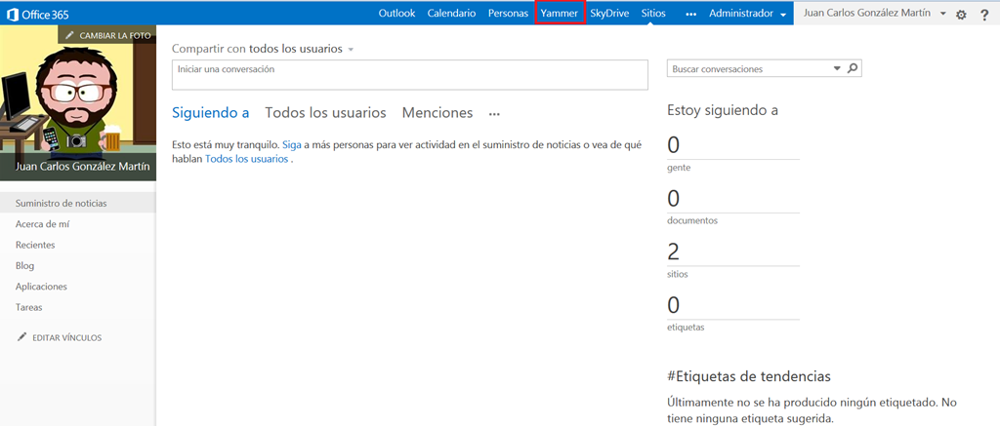 Office 365
Outlook Calendario Personas Yammer SkyDrive Sitios ••• Administrador Juan Carlos González Martín ?
CAMBIAR LA FOTO
Juan Carlos González Martín
Suministro de noticias
Acerca de mí
Recientes
Blog
Aplicaciones
Tareas
EDITAR VÍNCULOS
Compartir con todos los usuarios
Iniciar una conversación
Siguiendo a Todos los usuarios Menciones •••
Esto está muy tranquilo. Siga a más personas para ver actividad en el suministro de noticias o vea de qué
hablan Todos los usuarios .
Buscar conversaciones
Estoy siguiendo a
0
gente
0
documentos
2
sitios
0
etiquetas
#Etiquetas de tendencias
Últimamente no se ha producido ningún etiquetado. No
tiene ninguna etiqueta sugerida.